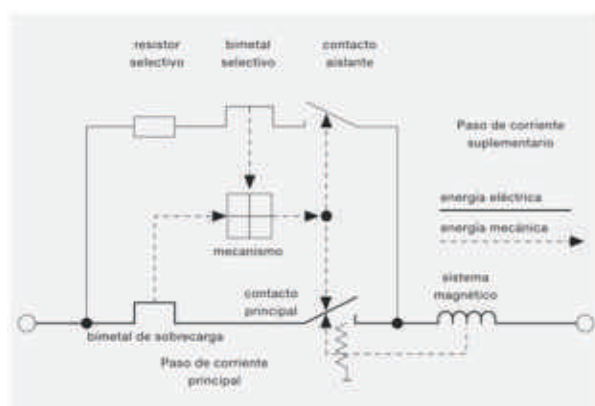 resistor
selectivo
bimetal
selectivo
contacto
aislante
Paso de corriente
suplementario
energía eléctrica
energía mecánica
mecanismo
sistema
magnético
contacto
principal
bimetal de sobrecarga
Paso de corriente
principal